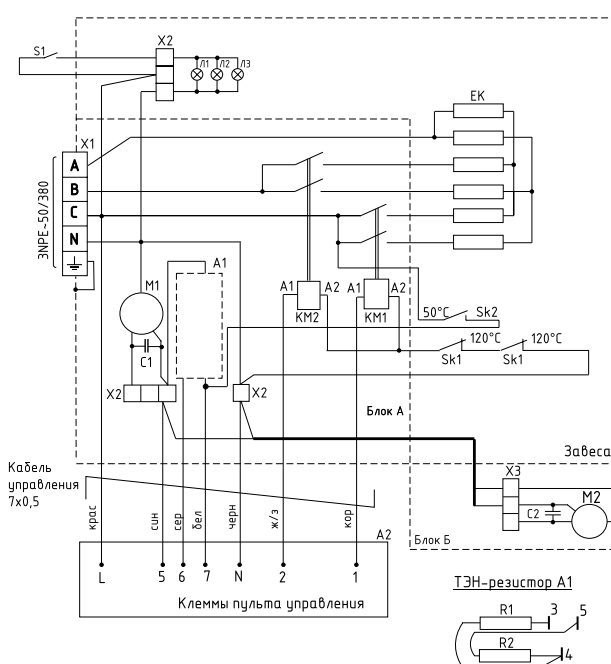 S1
X2
Л1 Л2 Л3
EK
X1
A
B
C
N
3NPE~50/380
M1
A1
C1
A1 A2
KM2
A1 A2
KM1
50°C Sk2
120°C 120°C
Sk1 Sk1
X2
X2
Блок А
Завеса
Кабель
управления
7x0,5
X3
M2
C2
крас
син
сер
бел
черн
ж/з
кор
A2
Блок Б
L 5 6 7 N 2 1
Клеммы пульта управления
ТЭН-резистор А1
R1 3 5
R2 4